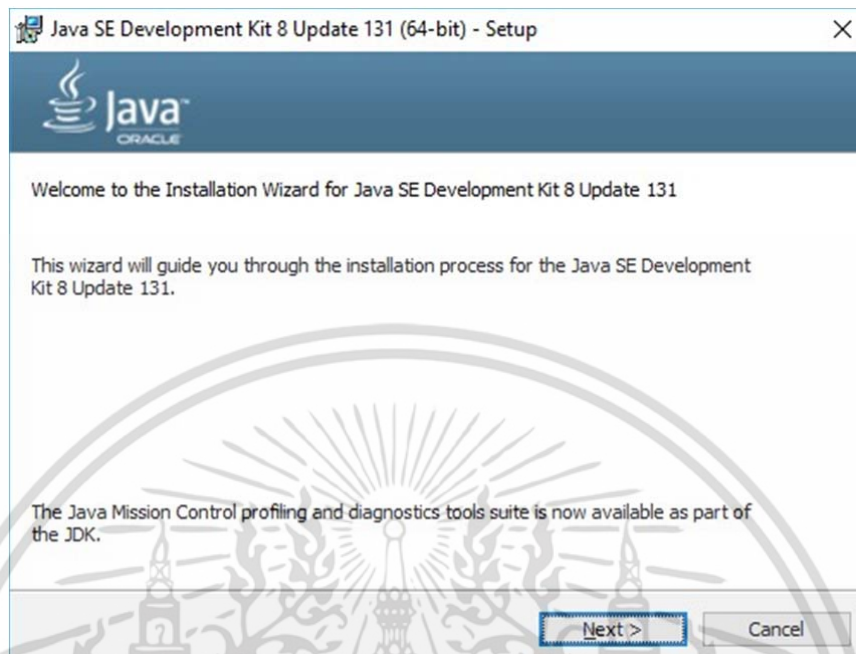 Java SE Development Kit 8 Update 131 (64-bit) - Setup
Java™
ORACLE
Welcome to the Installation Wizard for Java SE Development Kit 8 Update 131
This wizard will guide you through the installation process for the Java SE Development
Kit 8 Update 131.
The Java Mission Control profiling and diagnostics tools suite is now available as part of
the JDK.
Next >
Cancel